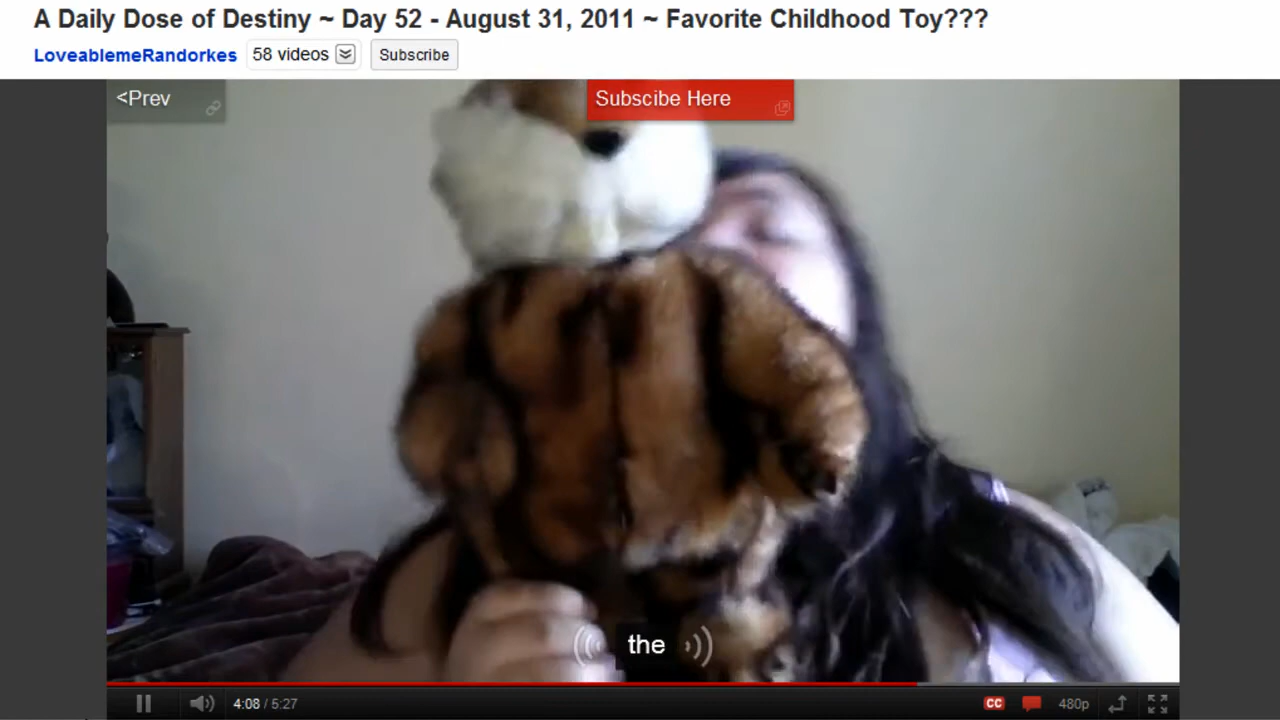 A Daily Dose of Destiny ~ Day 52 - August 31, 2011 ~ Favorite Childhood Toy???
LoveablemeRandorkes 58 videos Subscribe
<Prev Subscibe Here
the
4:08 / 5:27 CC 480p